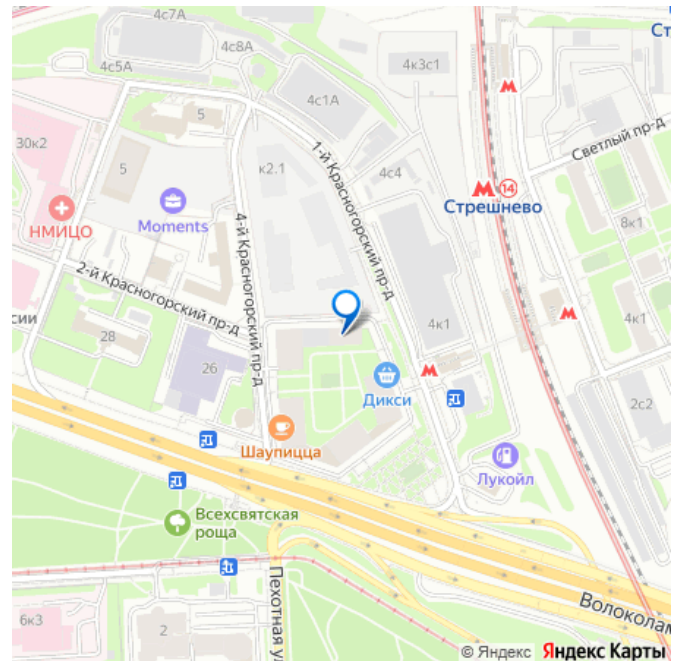 4с7А
4с8А
4с5А
4к3с1
Ст
4с1А
5
30к2
5
к2.1
1-й Красногорский пр-д
4с4
М
Светлый пр-д
М 14
Стрешнево
НМИЦО
Moments
8к1
4-й Красногорский пр-д
2-й Красногорский пр-д
сии
28
4к1
М
4к1
26
М
Дикси
2с2
Шаупицца
Лукойл
Всехсвятская
роща
Пехотная ул
Волоколам
6к3
2
© Яндекс Яндекс Карты